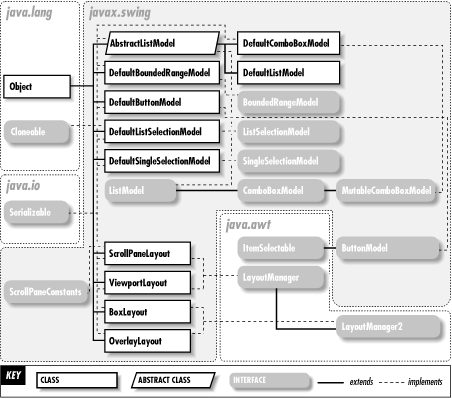 java.lang
javax.swing
AbstractListModel
DefaultComboBoxModel
DefaultBoundedRangeModel
DefaultListModel
Object
DefaultButtonModel
BoundedRangeModel
Cloneable
DefaultListSelectionModel
ListSelectionModel
DefaultSingleSelectionModel
SingleSelectionModel
java.io
ListModel
ComboBoxModel
MutableComboBoxModel
Serializable
java.awt
ScrollPaneLayout
ItemSelectable
ButtonModel
ScrollPaneConstants
ViewportLayout
LayoutManager
BoxLayout
LayoutManager2
OverlayLayout
KEY
CLASS
ABSTRACT CLASS
INTERFACE
extends
implements